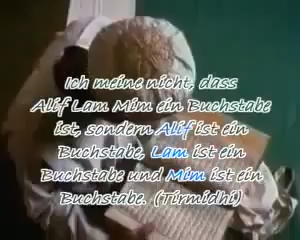 Ich meine nicht, dass
Alif Lam Mim ein Buchstabe
ist, sondern Alif ist ein
Buchstabe, Lam ist ein
Buchstabe und Mim ist ein
Buchstabe. (Tirmidhi)